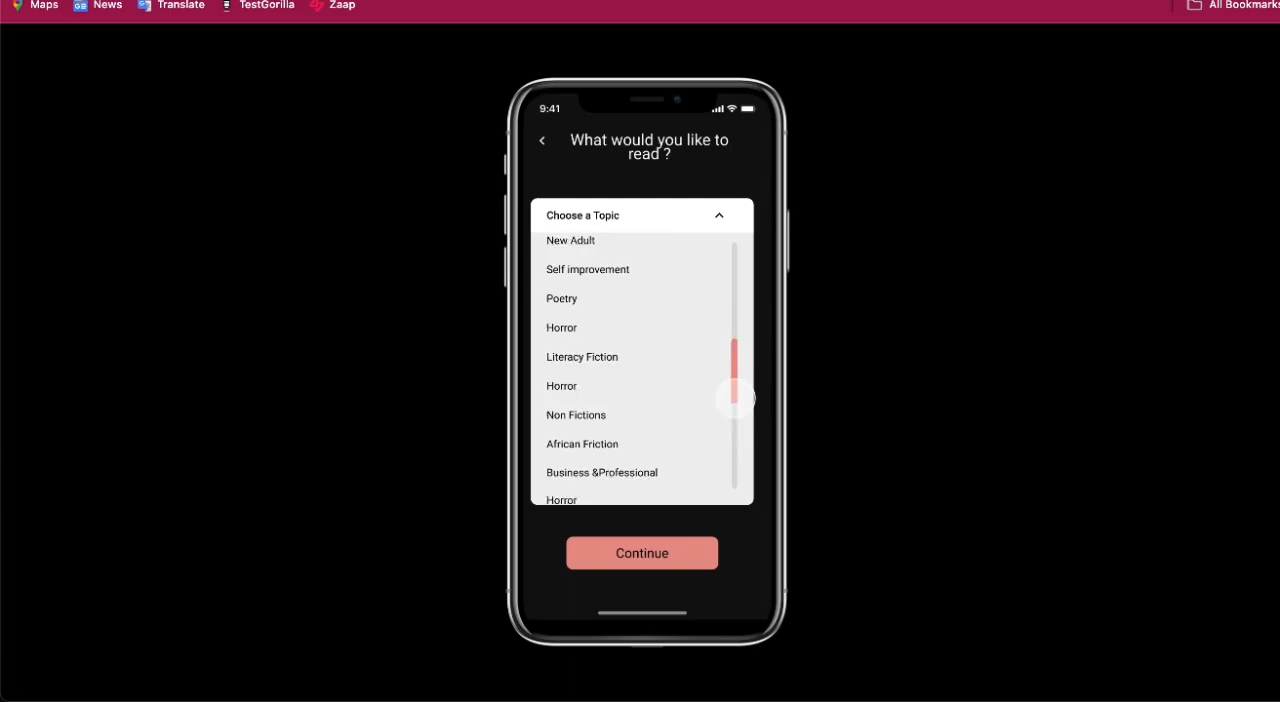 Maps News Translate TestGorilla Zaap All Bookmarks
9:41
What would you like to
read ?
Choose a Topic
New Adult
Self improvement
Poetry
Horror
Literacy Fiction
Horror
Non Fictions
African Friction
Business &Professional
Horror
Continue